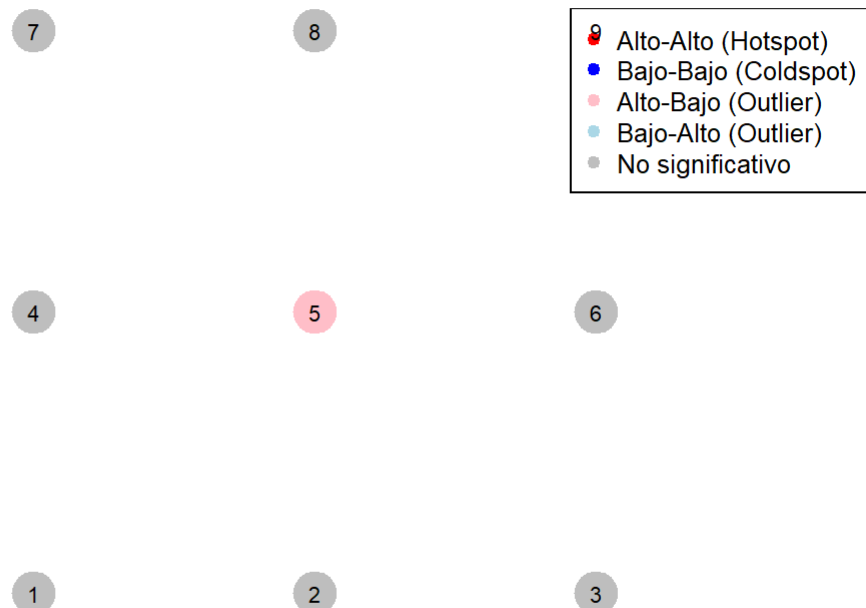 7
8
9
Alto-Alto (Hotspot)
Bajo-Bajo (Coldspot)
Alto-Bajo (Outlier)
Bajo-Alto (Outlier)
No significativo
4
5
6
1
2
3